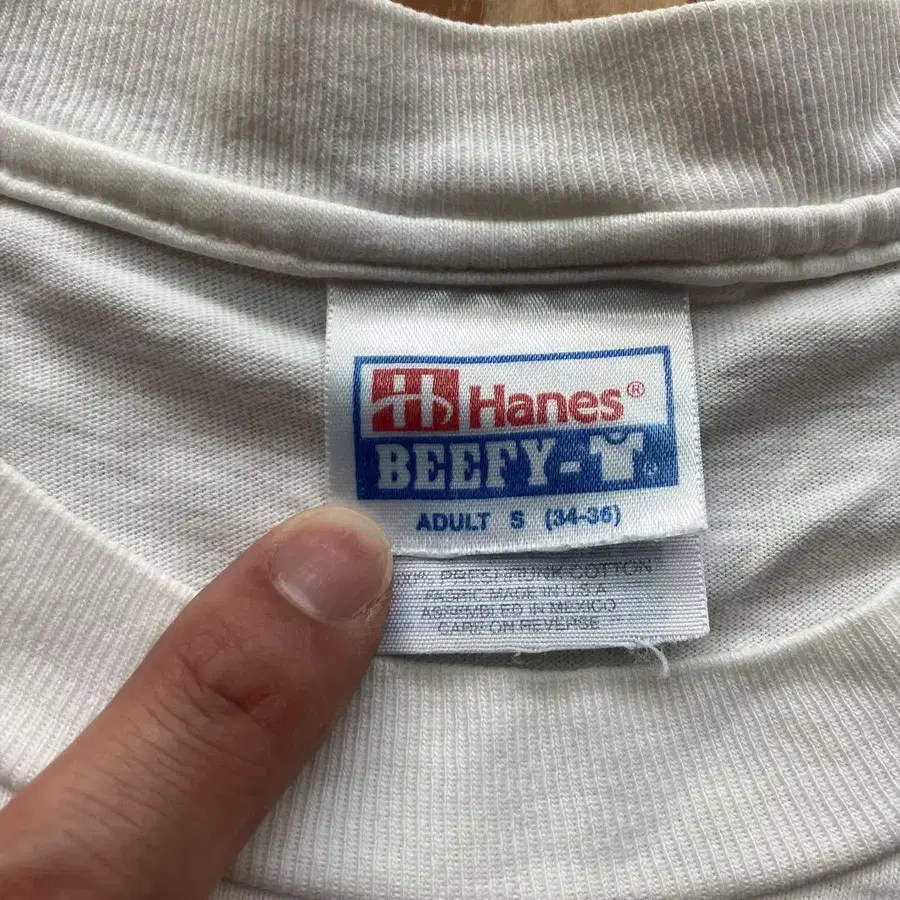 Hanes®
BEEFY-T
ADULT S (34-36)
% PRESHRUNK COTTON
FABRIC MADE IN U.S.A.
ASSEMBLED IN MEXICO
CARE ON REVERSE